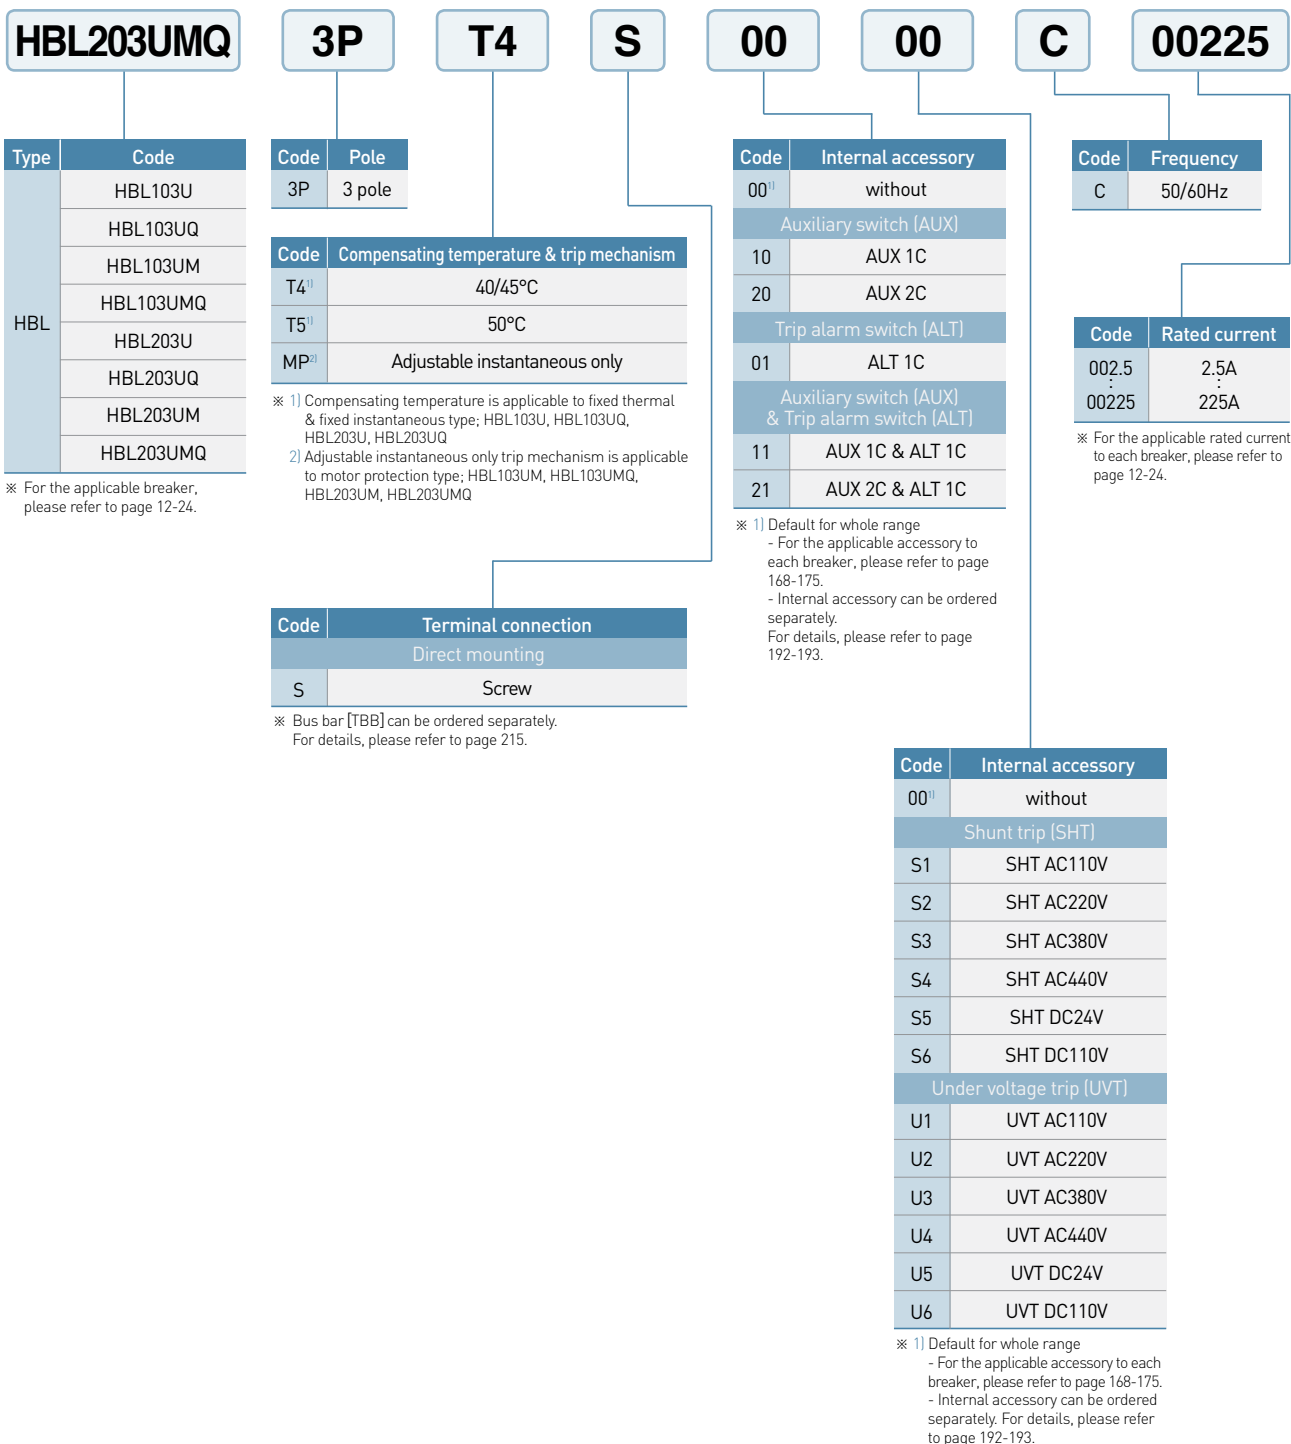 HBL203UMQ 3P T4 S 00 00 C 00225
Type Code
HBL
HBL103U
HBL103UQ
HBL103UM
HBL103UMQ
HBL203U
HBL203UQ
HBL203UM
HBL203UMQ
※ For the applicable breaker,
please refer to page 12-24.
Code Pole
3P 3 pole
Code Compensating temperature & trip mechanism
T4¹⁾ 40/45°C
T5¹⁾ 50°C
MP²⁾ Adjustable instantaneous only
※ 1) Compensating temperature is applicable to fixed thermal
& fixed instantaneous type; HBL103U, HBL103UQ,
HBL203U, HBL203UQ
2) Adjustable instantaneous only trip mechanism is applicable
to motor protection type; HBL103UM, HBL103UMQ,
HBL203UM, HBL203UMQ
Code Terminal connection
Direct mounting
S Screw
※ Bus bar [TBB] can be ordered separately.
For details, please refer to page 215.
Code Internal accessory
00¹⁾ without
Auxiliary switch (AUX)
10 AUX 1C
20 AUX 2C
Trip alarm switch (ALT)
01 ALT 1C
Auxiliary switch (AUX)
& Trip alarm switch (ALT)
11 AUX 1C & ALT 1C
21 AUX 2C & ALT 1C
※ 1) Default for whole range
- For the applicable accessory to
each breaker, please refer to page
168-175.
- Internal accessory can be ordered
separately.
For details, please refer to page
192-193.
Code Frequency
C 50/60Hz
Code Rated current
002.5 2.5A
: :
00225 225A
※ For the applicable rated current
to each breaker, please refer to
page 12-24.
Code Internal accessory
00¹⁾ without
Shunt trip (SHT)
S1 SHT AC110V
S2 SHT AC220V
S3 SHT AC380V
S4 SHT AC440V
S5 SHT DC24V
S6 SHT DC110V
Under voltage trip (UVT)
U1 UVT AC110V
U2 UVT AC220V
U3 UVT AC380V
U4 UVT AC440V
U5 UVT DC24V
U6 UVT DC110V
※ 1) Default for whole range
- For the applicable accessory to each
breaker, please refer to page 168-175.
- Internal accessory can be ordered
separately. For details, please refer
to page 192-193.